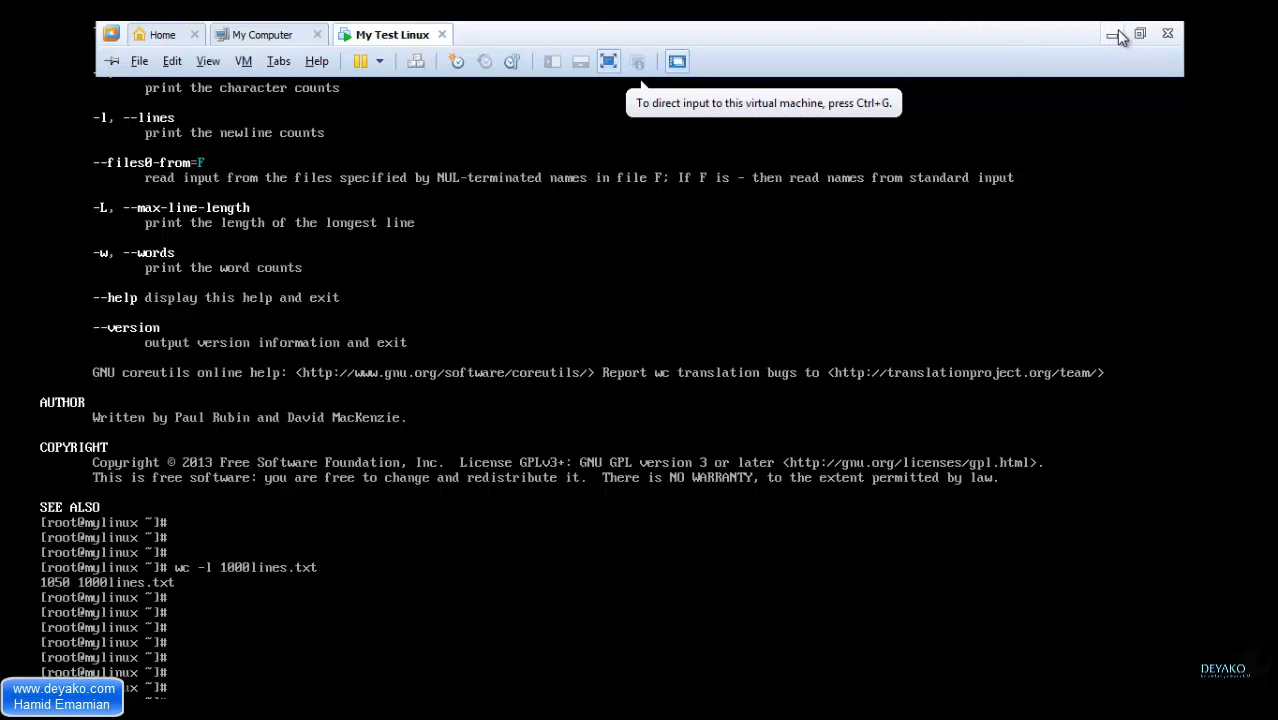 Home
My Computer
My Test Linux
File Edit View VM Tabs Help
To direct input to this virtual machine, press Ctrl+G.
print the character counts
-l, --lines
print the newline counts
--files0-from=F
read input from the files specified by NUL-terminated names in file F; If F is - then read names from standard input
-L, --max-line-length
print the length of the longest line
-w, --words
print the word counts
--help display this help and exit
--version
output version information and exit
GNU coreutils online help: <http://www.gnu.org/software/coreutils/> Report wc translation bugs to <http://translationproject.org/team/>
AUTHOR
Written by Paul Rubin and David MacKenzie.
COPYRIGHT
Copyright © 2013 Free Software Foundation, Inc. License GPLv3+: GNU GPL version 3 or later <http://gnu.org/licenses/gpl.html>.
This is free software: you are free to change and redistribute it. There is NO WARRANTY, to the extent permitted by law.
SEE ALSO
[root@mylinux ~]#
[root@mylinux ~]#
[root@mylinux ~]#
[root@mylinux ~]# wc -l 1000lines.txt
1050 1000lines.txt
[root@mylinux ~]#
[root@mylinux ~]#
[root@mylinux ~]#
[root@mylinux ~]#
[root@mylinux ~]#
[root@mylinux ~]#
www.deyako.com
Hamid Emamian
DEYAKO